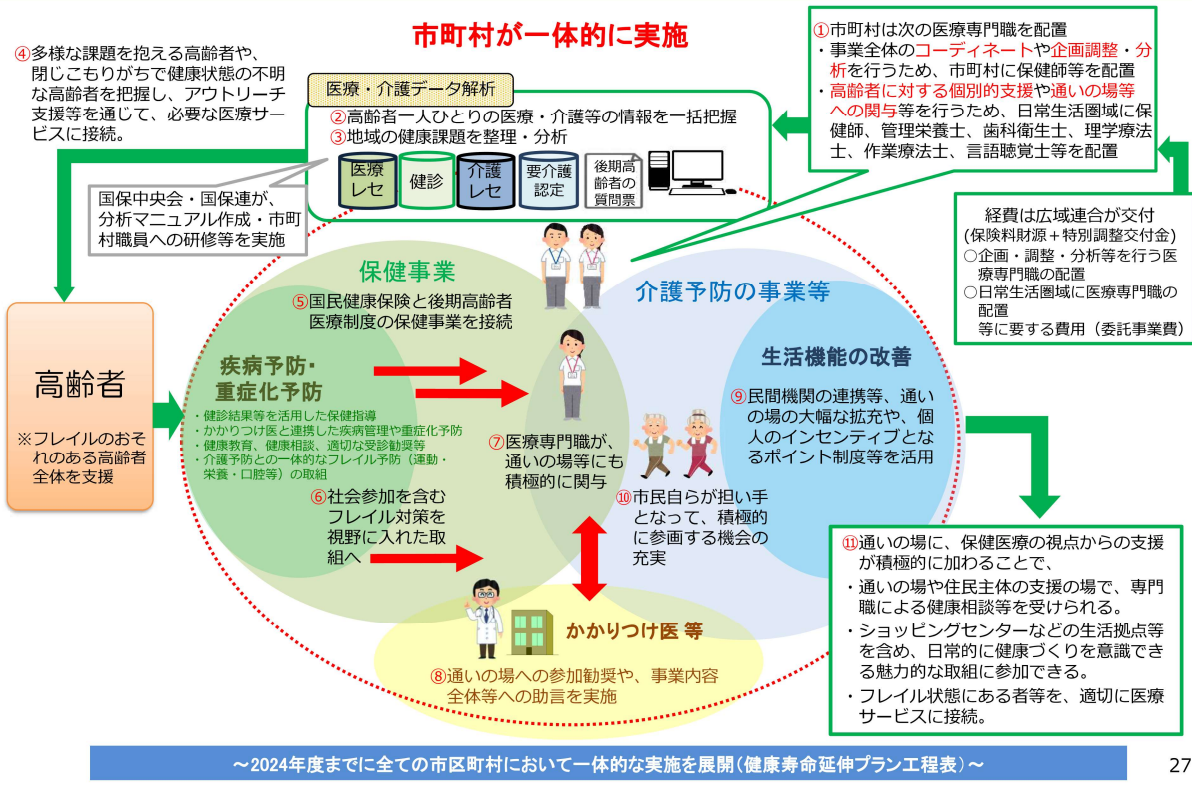 市町村が一体的に実施
④多様な課題を抱える高齢者や、
閉じこもりがちで健康状態の不明
な高齢者を把握し、アウトリーチ
支援等を通じて、必要な医療サー
ビスに接続。
医療・介護データ解析
②高齢者一人ひとりの医療・介護等の情報を一括把握
③地域の健康課題を整理・分析
医療
レセ
健診
介護
レセ
要介護
認定
後期高
齢者の
質問票
①市町村は次の医療専門職を配置
・事業全体のコーディネートや企画調整・分
析を行うため、市町村に保健師等を配置
・高齢者に対する個別的支援や通いの場等
への関与等を行うため、日常生活圏域に保
健師、管理栄養士、歯科衛生士、理学療法
士、作業療法士、言語聴覚士等を配置
国保中央会・国保連が、
分析マニュアル作成・市町
村職員への研修等を実施
経費は広域連合が交付
(保険料財源+特別調整交付金)
○企画・調整・分析等を行う医
療専門職の配置
○日常生活圏域に医療専門職の
配置
等に要する費用(委託事業費)
高齢者
※フレイルのおそ
れのある高齢者
全体を支援
保健事業
⑤国民健康保険と後期高齢者
医療制度の保健事業を接続
疾病予防・
重症化予防
・健診結果等を活用した保健指導
・かかりつけ医と連携した疾病管理や重症化予防
・健康教育、健康相談、適切な受診勧奨等
・介護予防との一体的なフレイル予防(運動・
栄養・口腔等)の取組
⑥社会参加を含む
フレイル対策を
視野に入れた取
組へ
⑦医療専門職が、
通いの場等にも
積極的に関与
介護予防の事業等
生活機能の改善
⑨民間機関の連携等、通い
の場の大幅な拡充や、個
人のインセンティブとな
るポイント制度等を活用
⑩市民自らが担い手
となって、積極的
に参画する機会の
充実
かかりつけ医 等
⑧通いの場への参加勧奨や、事業内容
全体等への助言を実施
⑪通いの場に、保健医療の視点からの支援
が積極的に加わることで、
・通いの場や住民主体の支援の場で、専門
職による健康相談等を受けられる。
・ショッピングセンターなどの生活拠点等
を含め、日常的に健康づくりを意識でき
る魅力的な取組に参加できる。
・フレイル状態にある者等を、適切に医療
サービスに接続。
~2024年度までに全ての市区町村において一体的な実施を展開(健康寿命延伸プラン工程表)~
27